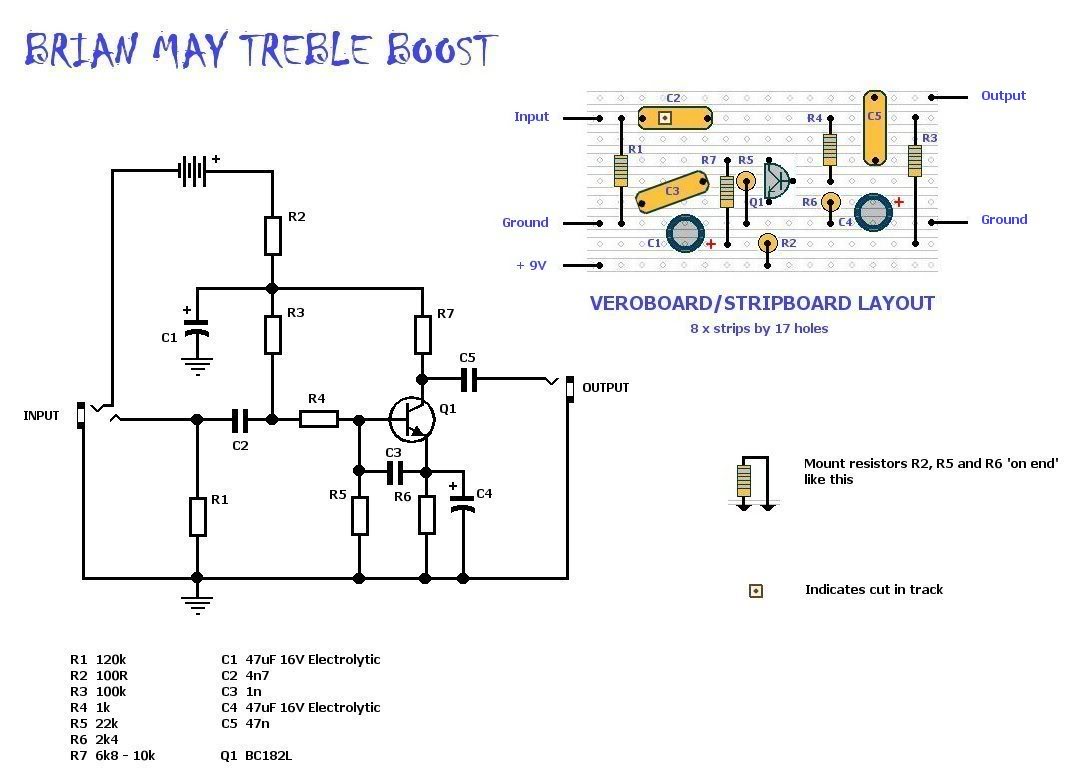 BRIAN MAY TREBLE BOOST
C2
C5
Output
Input
R4
R3
R1
R7
R5
C3
Q1
R6
C4
+
Ground
Ground
C1
+
R2
+ 9V
VEROBOARD/STRIPBOARD LAYOUT
8 x strips by 17 holes
+
R2
+
C1
R3
R7
C5
INPUT
OUTPUT
R4
Q1
C2
C3
R1
R5
R6
+
C4
Mount resistors R2, R5 and R6 'on end'
like this
Indicates cut in track
R1 120k
R2 100R
R3 100k
R4 1k
R5 22k
R6 2k4
R7 6k8 - 10k
C1 47uF 16V Electrolytic
C2 4n7
C3 1n
C4 47uF 16V Electrolytic
C5 47n
Q1 BC182L